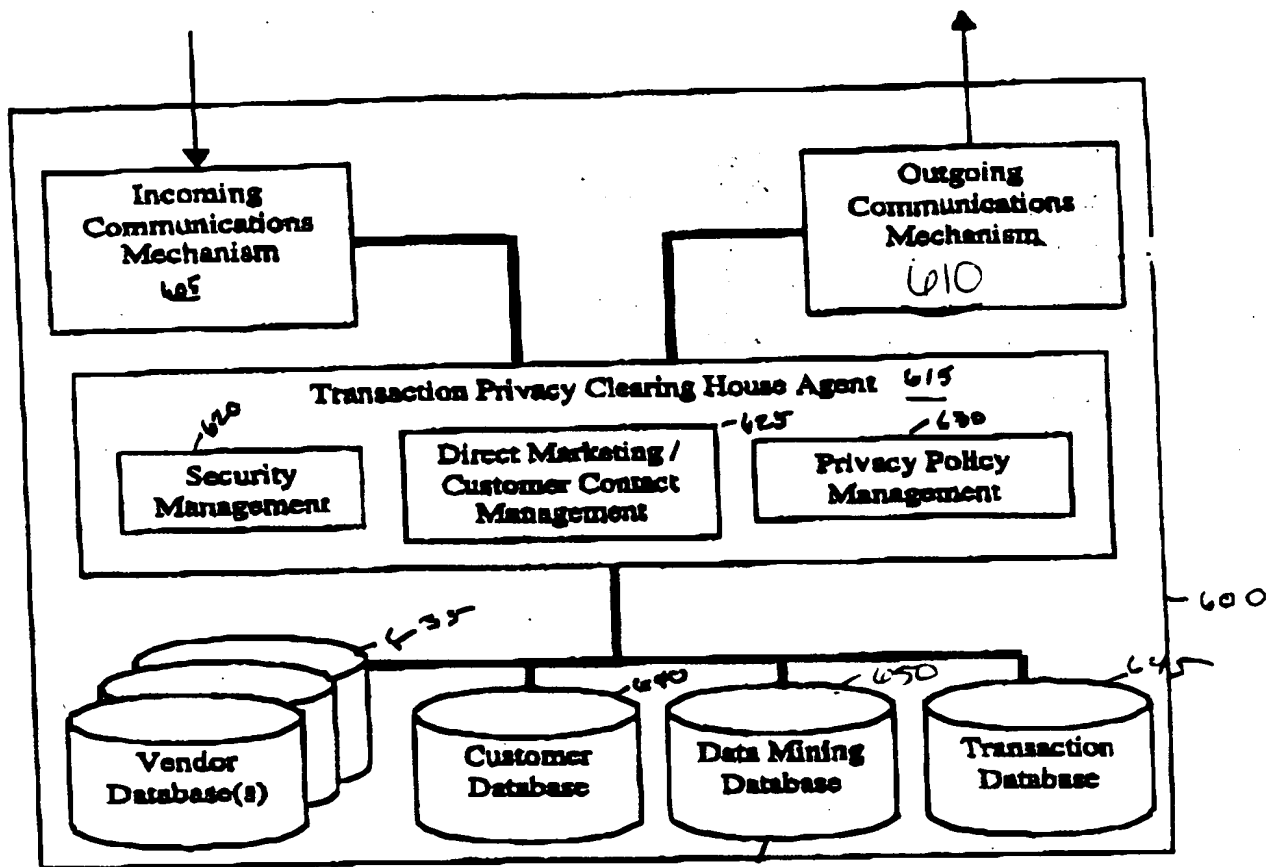 Incoming
Communications
Mechanism
605
Outgoing
Communications
Mechanism
610
Transaction Privacy Clearing House Agent 615
620
Security
Management
625
Direct Marketing /
Customer Contact
Management
630
Privacy Policy
Management
600
635
Vendor
Database(s)
640
Customer
Database
650
Data Mining
Database
645
Transaction
Database